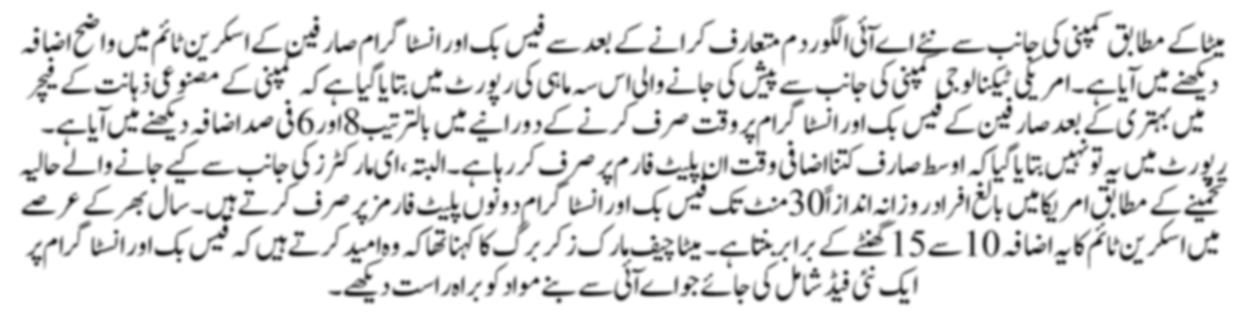 میٹا کے مطابق کمپنی کی جانب سے نئے اے آئی الگوردم متعارف کرانے کے بعد سے فیس بک اور انسٹا گرام صارفین کے اسکرین ٹائم میں واضح اضافہ
دیکھنے میں آیا ہے۔ امریکی ٹیکنالوجی کمپنی کی جانب سے پیش کی جانے والی اس سہ ماہی کی رپورٹ میں بتایا گیا ہے کہ کمپنی کے مصنوعی ذہانت کے فیچر
میں بہتری کے بعد صارفین کے فیس بک اور انسٹا گرام پر وقت صرف کرنے کے دورانیے میں بالترتیب 8 اور 6 فی صد اضافہ دیکھنے میں آیا ہے۔
رپورٹ میں یہ تو نہیں بتایا گیا کہ اوسط صارف کتنا اضافی وقت ان پلیٹ فارم پر صرف کر رہا ہے۔ البتہ، ای مارکٹرز کی جانب سے کیے جانے والے حالیہ
تخمینے کے مطابق امریکا میں بالغ افراد روزانہ اندازاً 30 منٹ تک فیس بک اور انسٹا گرام دونوں پلیٹ فارمز پر صرف کرتے ہیں۔ سال بھر کے عرصے
میں اسکرین ٹائم کا یہ اضافہ 10 سے 15 گھنٹے کے برابر بنتا ہے۔ میٹا چیف مارک زکر برگ کا کہنا تھا کہ وہ امید کرتے ہیں کہ فیس بک اور انسٹا گرام پر
ایک نئی فیڈ شامل کی جائے جو اے آئی سے بنے مواد کو براہ راست دیکھے۔